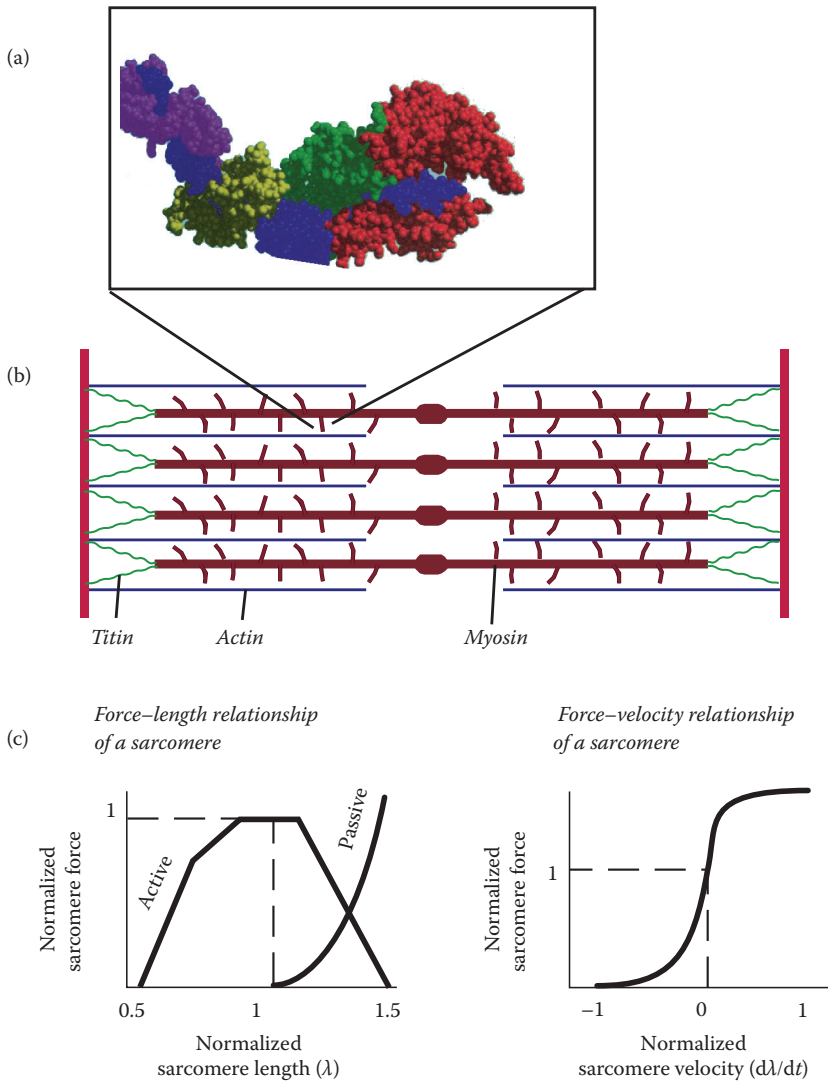 (a)
(b)
Titin
Actin
Myosin
Force–length relationship
of a sarcomere
Force–velocity relationship
of a sarcomere
(c)
1
Active
Passive
Normalized
sarcomere force
0.5
1
1.5
Normalized
sarcomere length (λ)
1
Normalized
sarcomere force
−1
0
1
Normalized
sarcomere velocity (dλ/dt)